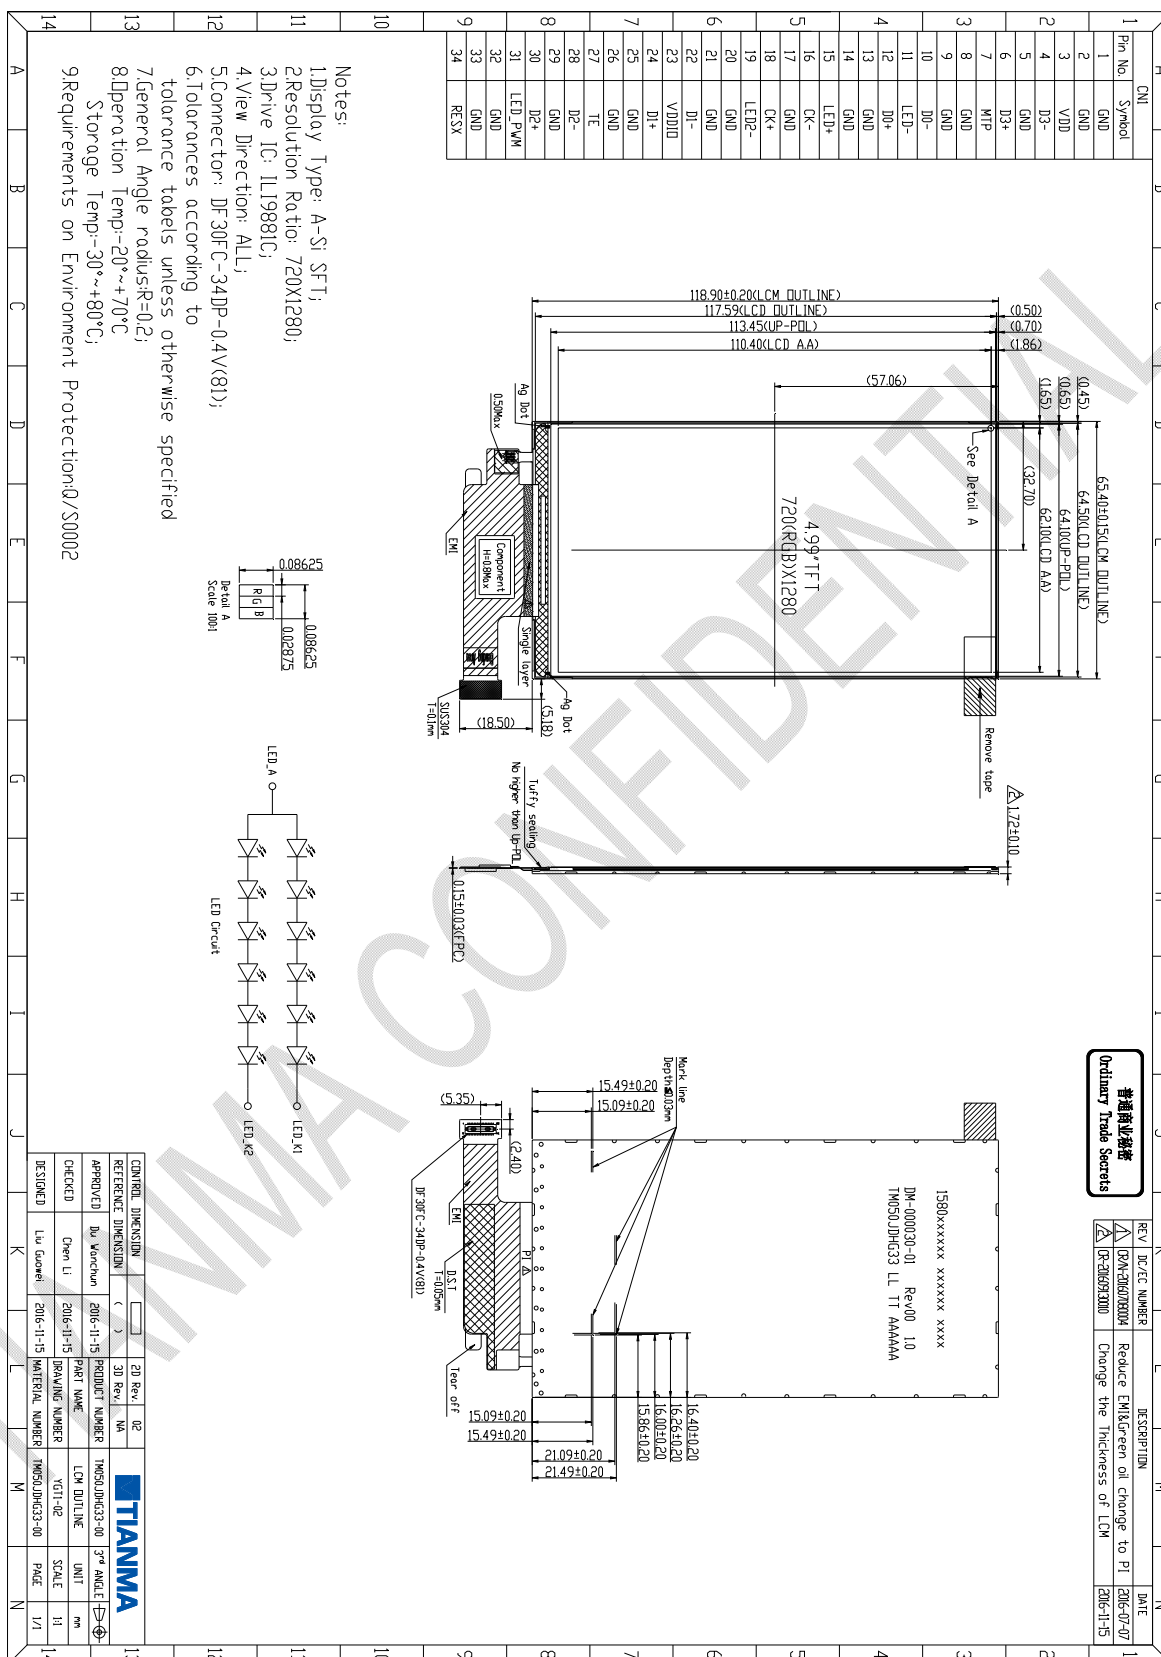 CN1
Pin No. Symbol
1 GND
2 GND
3 VDD
4 D3-
5 GND
6 D3+
7 MTP
8 GND
9 GND
10 D0-
11 LED-
12 D0+
13 GND
14 GND
15 LED+
16 CK-
17 GND
18 CK+
19 LED2-
20 GND
21 GND
22 D1-
23 VDDIO
24 D1+
25 GND
26 GND
27 TE
28 D2-
29 GND
30 D2+
31 LED_PWM
32 GND
33 GND
34 RESX
Notes:
1.Display Type: A-Si SFT;
2.Resolution Ratio: 720X1280;
3.Drive IC: ILI9881C;
4.View Direction: ALL;
5.Connector: DF30FC-34DP-0.4V(81);
6.Tolarances according to
tolarance tabels unless otherwise specified
7.General Angle radius:R=0.2;
8.Operation Temp:-20°~+70°C
Storage Temp:-30°~+80°C;
9.Requirements on Environment Protection:Q/S0002
65.40±0.15(LCM OUTLINE)
64.50(LCD OUTLINE)
64.10(UP-POL)
62.10(LCD A.A)
(0.45)
(0.65)
(1.65)
(32.70)
118.90±0.20(LCM OUTLINE)
117.59(LCD OUTLINE)
113.45(UP-POL)
110.40(LCD A.A)
(0.50)
(0.70)
(1.86)
(57.06)
See Detail A
4.99"TFT
720(RGB)X1280
Remove tape
Ag Dot
0.50Max
EMI
Component
H=0.8Max
Single layer
Ag Dot
(5.18)
(18.50)
SUS304
T=0.1mm
0.08625
0.08625
0.02875
R G B
Detail A
Scale 100:1
2 1.72±0.10
Tuffy sealing
No higher than Up-POL
0.15±0.03(FPC)
LED_A
LED_K1
LED_K2
LED Circuit
Mark line
Depth≤0.03mm
15.49±0.20
15.09±0.20
(5.35)
(2.40)
DF30FC-34DP-0.4V(81)
EMI
D.S.T
T=0.05mm
PI 1
Tear off
1580xxxxxxx xxxxxx xxxx
DM-000030-01 Rev00 1.0
TM050JDHG33 LL TT AAAAAA
16.40±0.20
16.26±0.20
16.00±0.20
15.86±0.20
15.09±0.20
15.49±0.20
21.09±0.20
21.49±0.20
普通商业秘密
Ordinary Trade Secrets
REV DC/EC NUMBER DESCRIPTION DATE
1 Reduce EMI&Green oil change to PI 2016-07-07
2 Change the Thickness of LCM 2016-11-15
CONTROL DIMENSION 2D Rev. 02
REFERENCE DIMENSION ( ) 3D Rev. NA
TIANMA
APPROVED Du Wanchun 2016-11-15 PRODUCT NUMBER TM050JDHG33-00 3rd ANGLE
CHECKED Chen Li 2016-11-15 PART NAME LCM OUTLINE UNIT mm
DRAWING NUMBER YGT1-02 SCALE 1:1
DESIGNED Liu Guowei 2016-11-15 MATERIAL NUMBER TM050JDHG33-00 PAGE 1/1
TIANMA CONFIDENTIAL